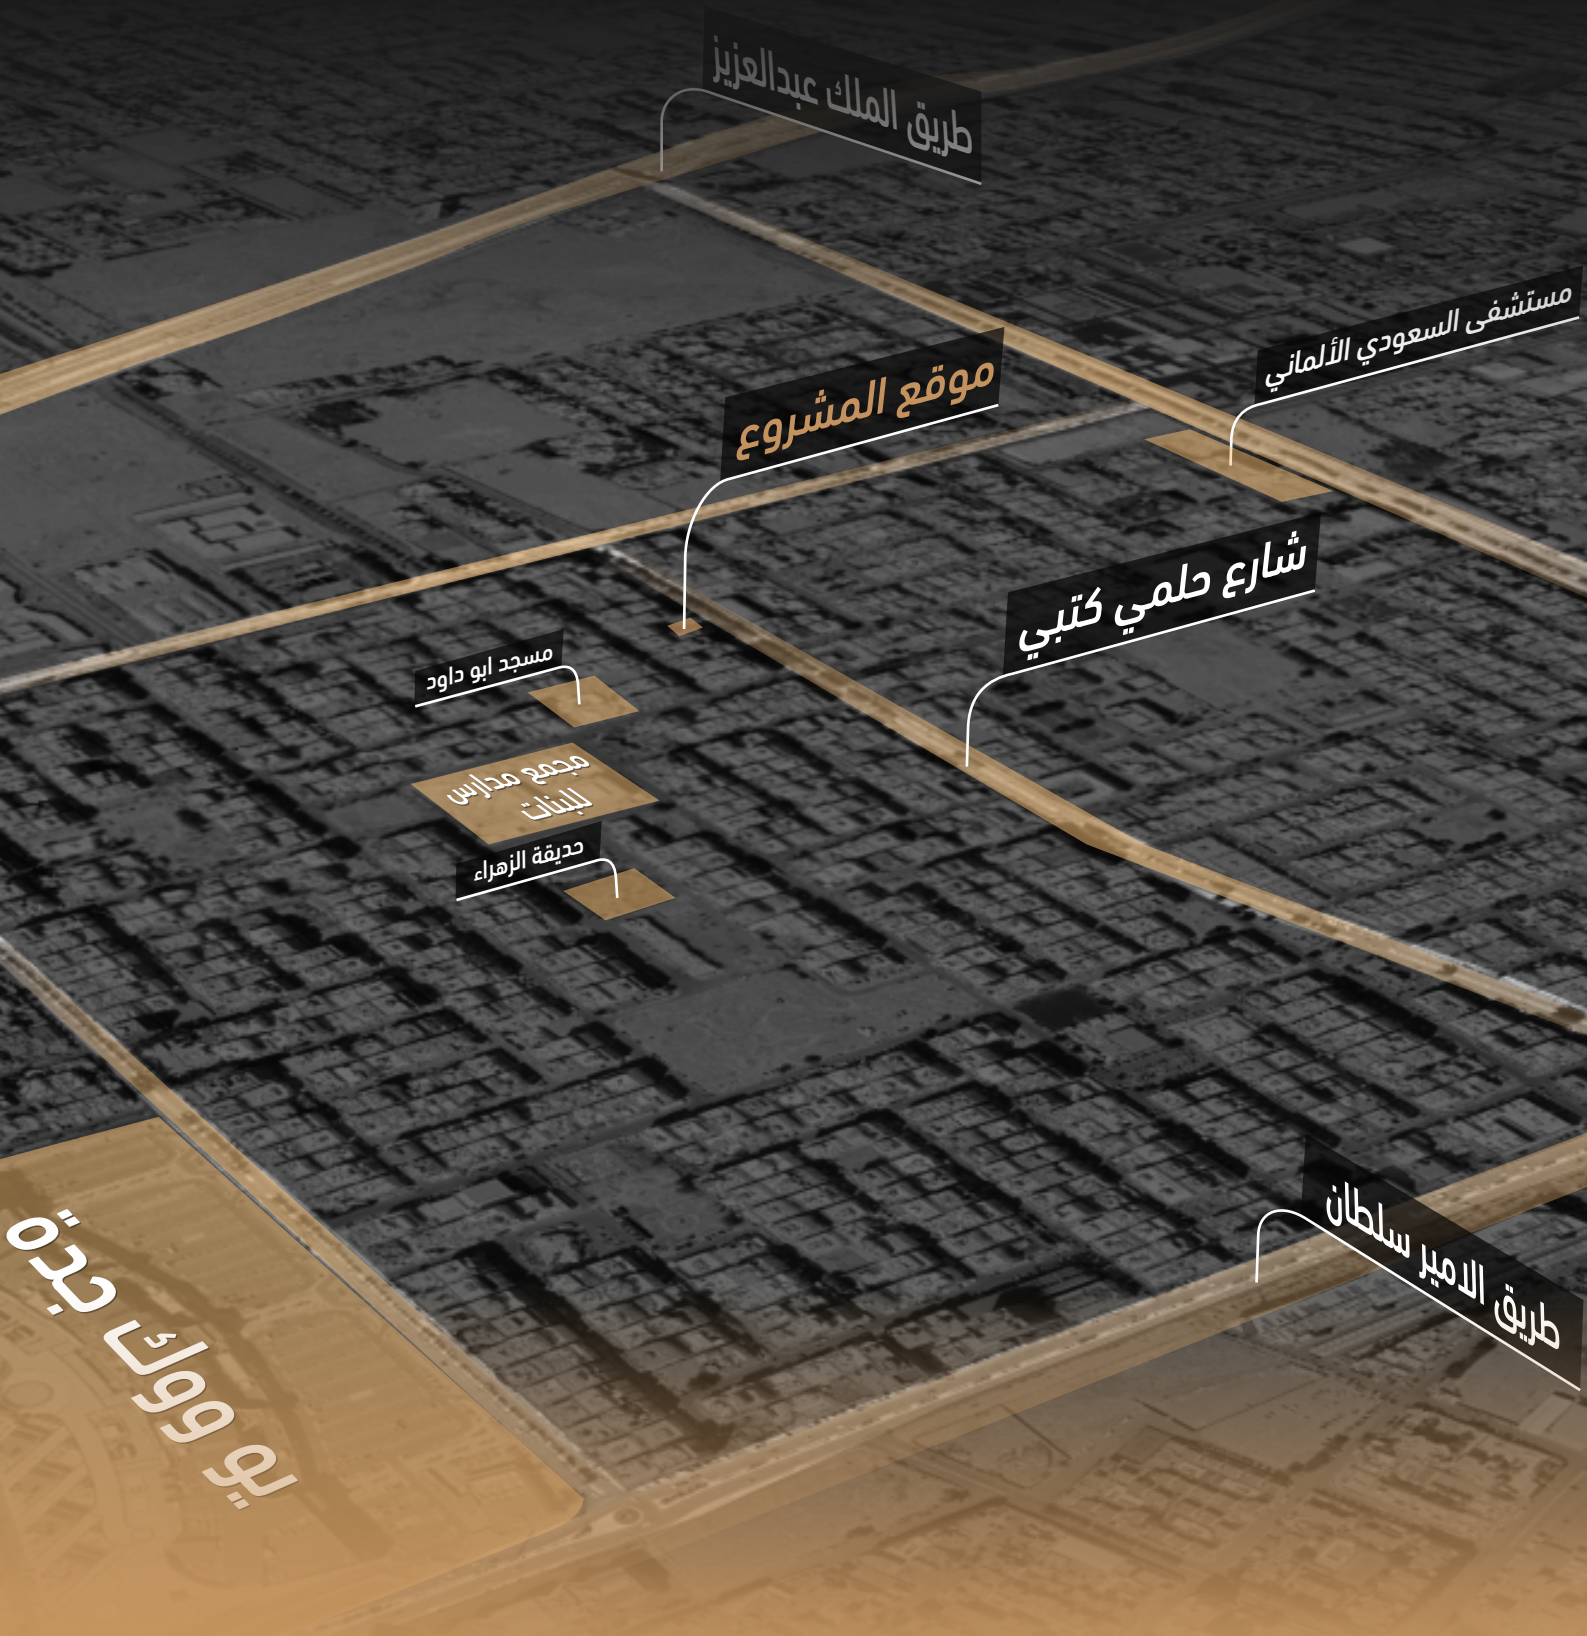 طريق الملك عبدالعزيز
مستشفى السعودي الألماني
موقع المشروع
شارع حلمي كتبي
مسجد ابو داود
مجمع مدارس
للبنات
حديقة الزهراء
طريق الامير سلطان
يو ووك جدة